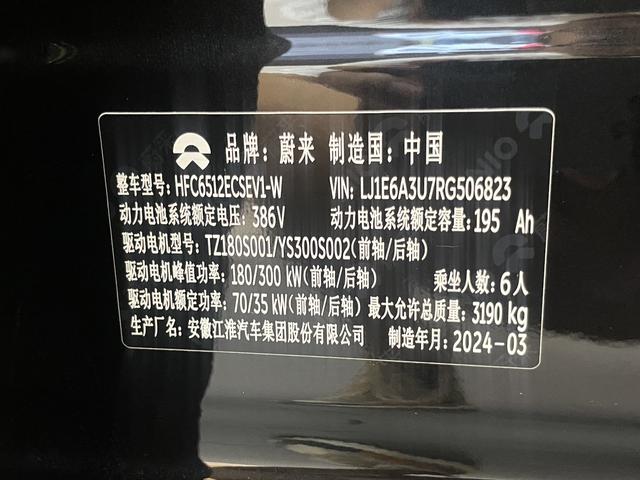 品牌：蔚来 制造国：中国
整车型号：HFC6512ECSEV1-W VIN: LJ1E6A3U7RG506823
动力电池系统额定电压：386V 动力电池系统额定容量：195 Ah
驱动电机型号：TZ180S001/YS300S002(前轴/后轴)
驱动电机峰值功率：180/300 kW(前轴/后轴) 乘坐人数：6人
驱动电机额定功率：70/35 kW(前轴/后轴) 最大允许总质量：3190 kg
生产厂名：安徽江淮汽车集团股份有限公司 制造年月：2024-03